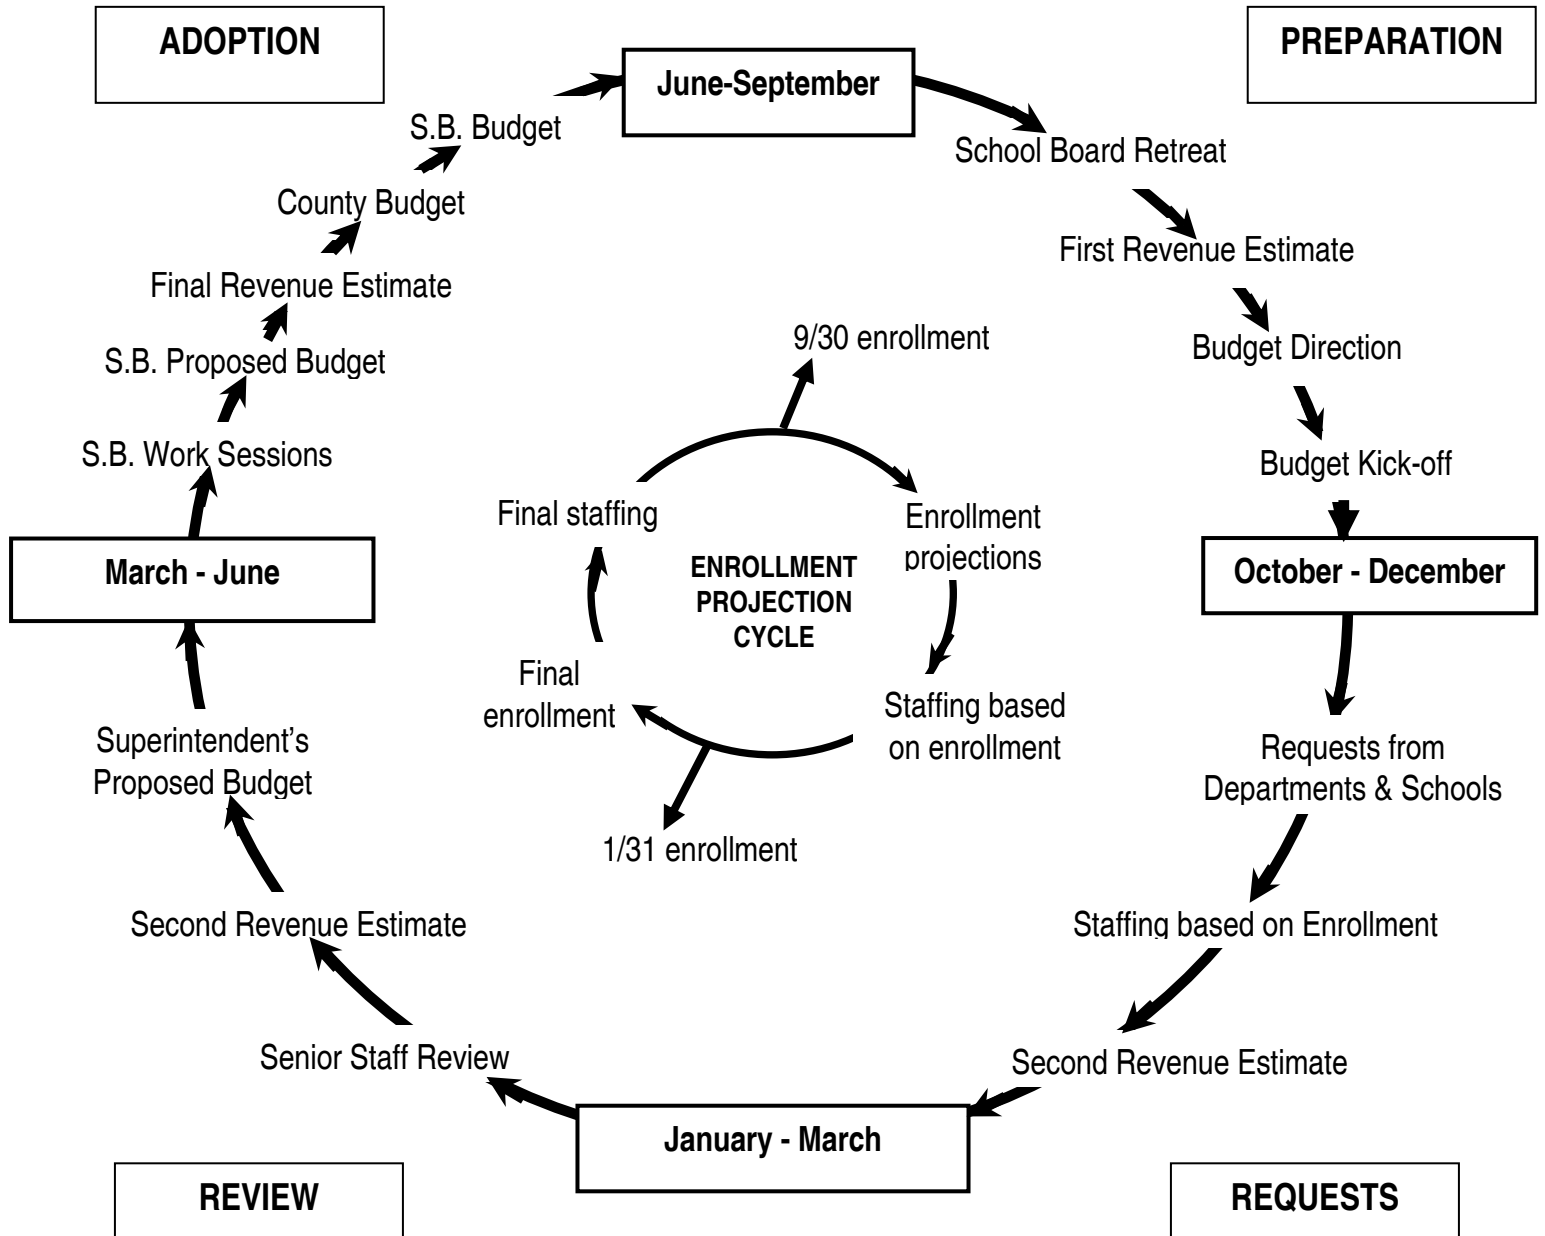 ADOPTION
PREPARATION
June-September
S.B. Budget
School Board Retreat
County Budget
First Revenue Estimate
Final Revenue Estimate
9/30 enrollment
Budget Direction
S.B. Proposed Budget
S.B. Work Sessions
Budget Kick-off
Final staffing
Enrollment
projections
ENROLLMENT
PROJECTION
CYCLE
March - June
October - December
Final
enrollment
Staffing based
on enrollment
Superintendent's
Proposed Budget
Requests from
Departments & Schools
1/31 enrollment
Second Revenue Estimate
Staffing based on Enrollment
Senior Staff Review
Second Revenue Estimate
January - March
REVIEW
REQUESTS